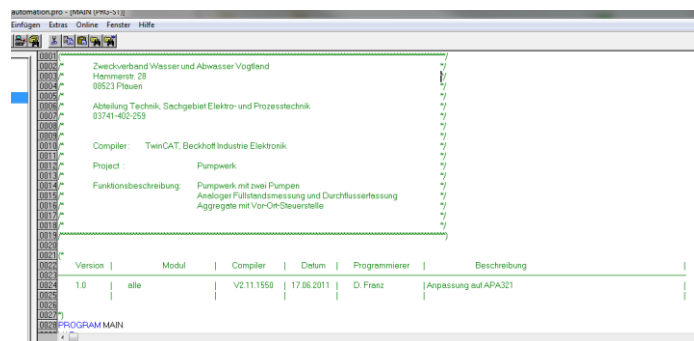 automation.pro - [MAIN (PRG-ST)]
Einfügen Extras Online Fenster Hilfe
0001
0002 /* Zweckverband Wasser und Abwasser Vogtland */
0003 /* Hammerstr. 28 */
0004 /* 08523 Plauen */
0005 /* */
0006 /* Abteilung Technik, Sachgebiet Elektro- und Prozesstechnik */
0007 /* 03741-402-259 */
0008 /* */
0009 /* */
0010 /* Compiler: TwinCAT, Beckhoff Industrie Elektronik */
0011 /* */
0012 /* Project : Pumpwerk */
0013 /* */
0014 /* Funktionsbeschreibung: Pumpwerk mit zwei Pumpen */
0015 /* Analoger Füllstandsmessung und Durchflusserfassung */
0016 /* Aggregate mit Vor-Ort-Steuerstelle */
0017 /* */
0018 /* */
0019
0020
0021 (*
0022 Version | Modul | Compiler | Datum | Programmierer | Beschreibung
0023
0024 1.0 | alle | V2.11.1550 | 17.06.2011 | D. Franz | Anpassung auf APA321 |
0025 | | | | | |
0026
0027 *)
0028 PROGRAM MAIN